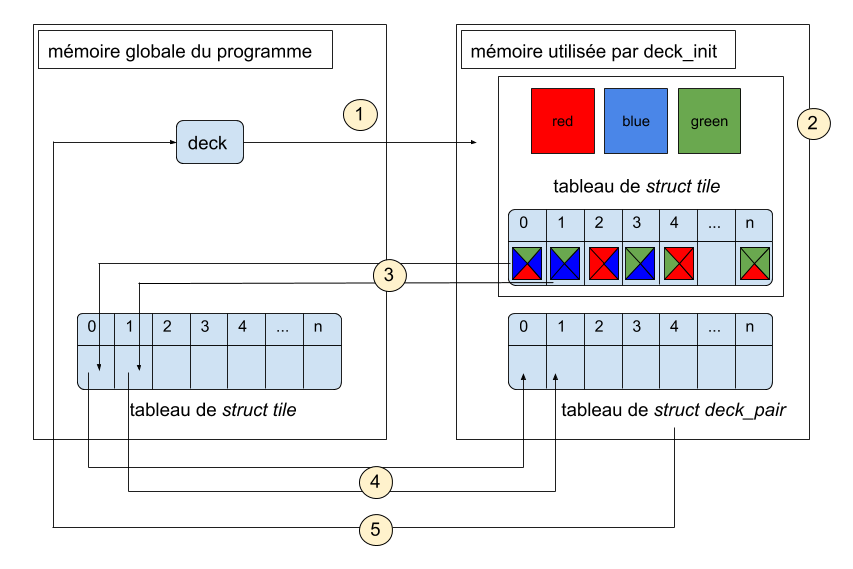 mémoire globale du programme
mémoire utilisée par deck_init
1
2
red blue green
deck
tableau de struct tile
0 1 2 3 4 ... n
3
0 1 2 3 4 ... n
0 1 2 3 4 ... n
tableau de struct tile
tableau de struct deck_pair
4
5